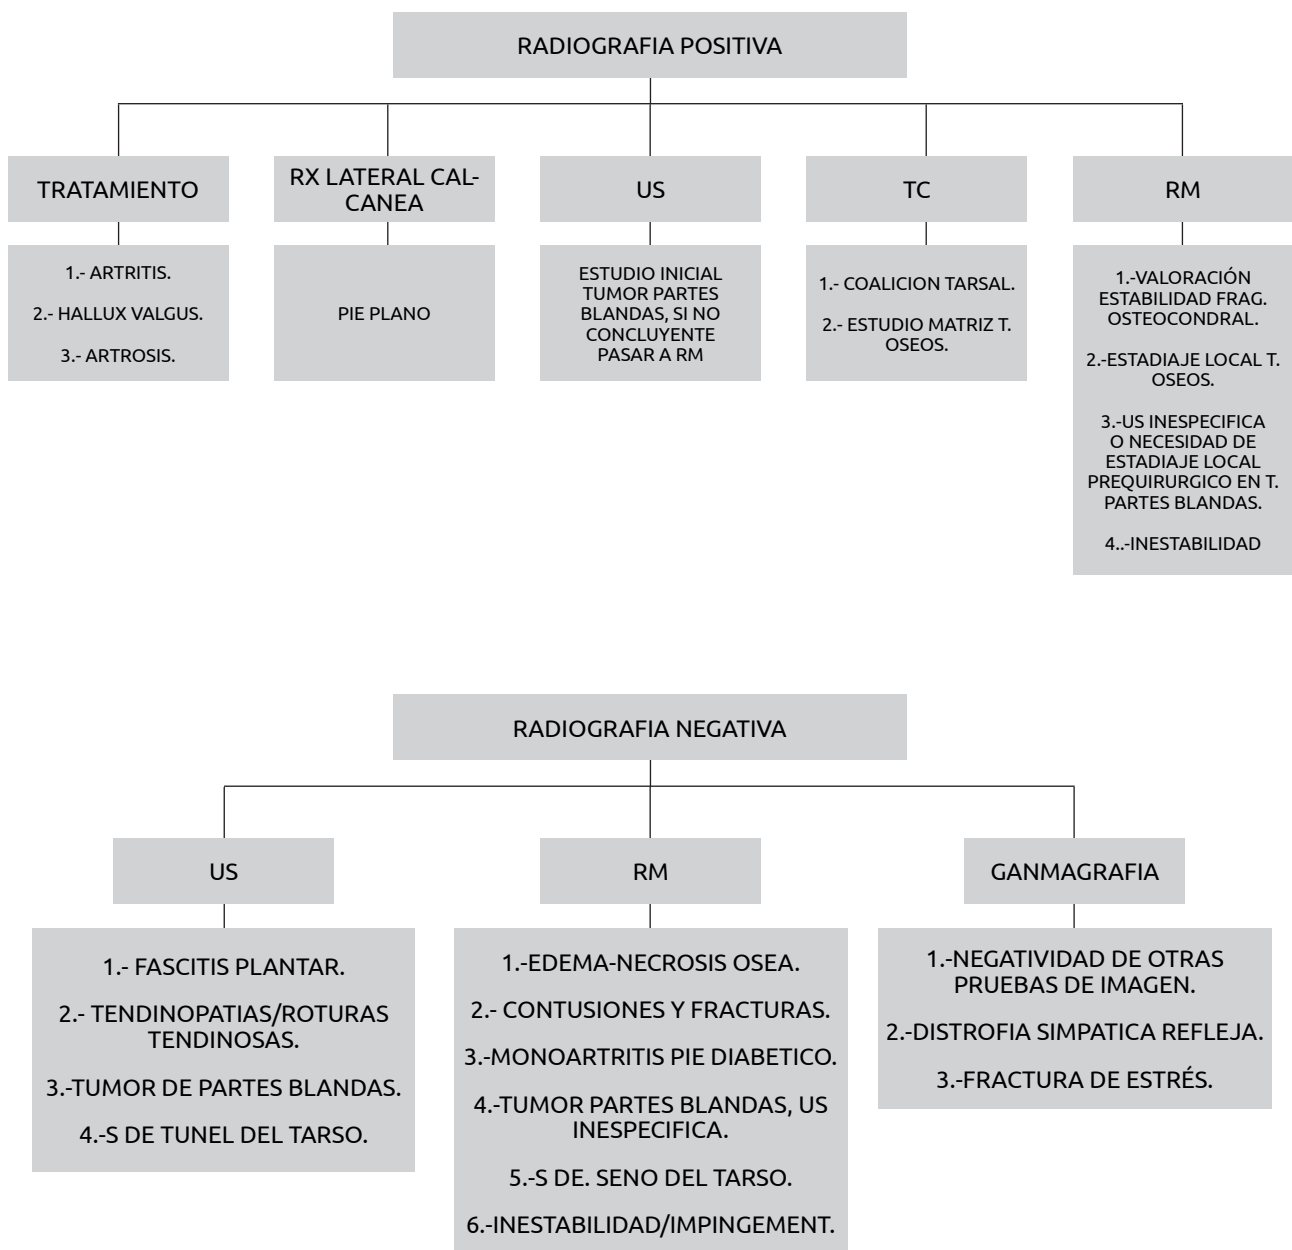 RADIOGRAFIA POSITIVA
TRATAMIENTO
1.- ARTRITIS.
2.- HALLUX VALGUS.
3.- ARTROSIS.
RX LATERAL CAL-
CANEA
PIE PLANO
US
ESTUDIO INICIAL
TUMOR PARTES
BLANDAS, SI NO
CONCLUYENTE
PASAR A RM
TC
1.- COALICION TARSAL.
2.- ESTUDIO MATRIZ T.
OSEOS.
RM
1.-VALORACIÓN
ESTABILIDAD FRAG.
OSTEOCONDRAL.
2.-ESTADIAJE LOCAL T.
OSEOS.
3.-US INESPECIFICA
O NECESIDAD DE
ESTADIAJE LOCAL
PREQUIRURGICO EN T.
PARTES BLANDAS.
4..-INESTABILIDAD
RADIOGRAFIA NEGATIVA
US
1.- FASCITIS PLANTAR.
2.- TENDINOPATIAS/ROTURAS
TENDINOSAS.
3.-TUMOR DE PARTES BLANDAS.
4.-S DE TUNEL DEL TARSO.
RM
1.-EDEMA-NECROSIS OSEA.
2.- CONTUSIONES Y FRACTURAS.
3.-MONOARTRITIS PIE DIABETICO.
4.-TUMOR PARTES BLANDAS, US
INESPECIFICA.
5.-S DE. SENO DEL TARSO.
6.-INESTABILIDAD/IMPINGEMENT.
GANMAGRAFIA
1.-NEGATIVIDAD DE OTRAS
PRUEBAS DE IMAGEN.
2.-DISTROFIA SIMPATICA REFLEJA.
3.-FRACTURA DE ESTRÉS.